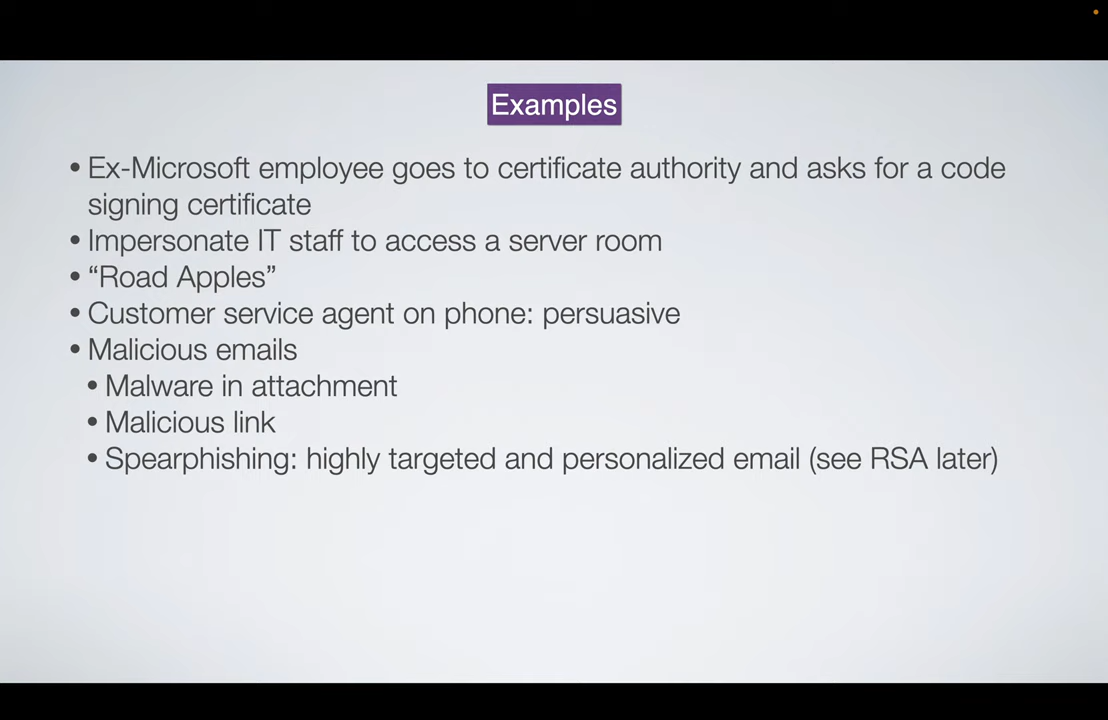 Examples
• Ex-Microsoft employee goes to certificate authority and asks for a code
signing certificate
• Impersonate IT staff to access a server room
• “Road Apples”
• Customer service agent on phone: persuasive
• Malicious emails
• Malware in attachment
• Malicious link
• Spearphishing: highly targeted and personalized email (see RSA later)